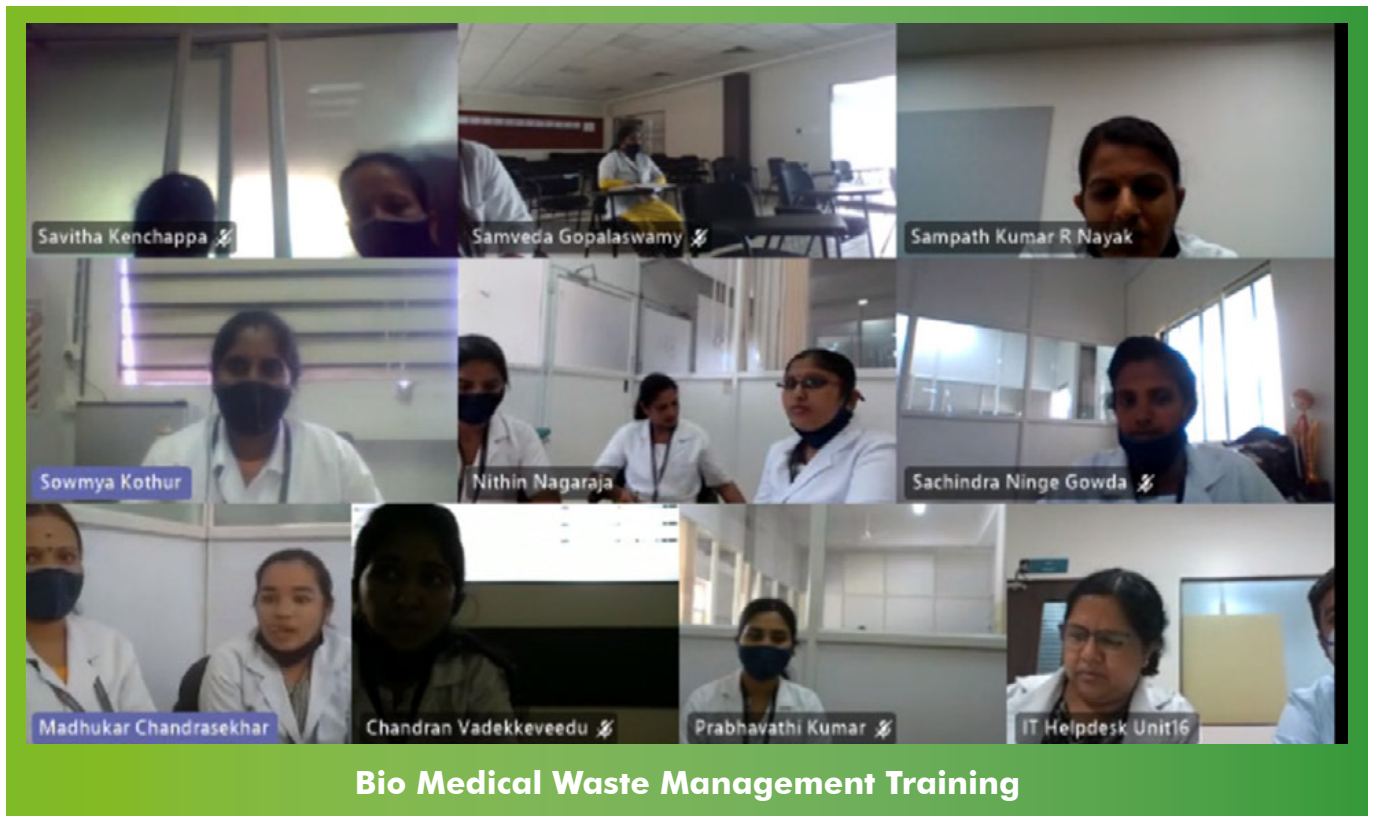 Savitha Kenchappa
Samveda Gopalaswamy
Sampath Kumar R Nayak
Sowmya Kothur
Nithin Nagaraja
Sachindra Ninge Gowda
Madhukar Chandrasekhar
Chandran Vadekkeveedu
Prabhavathi Kumar
IT Helpdesk Unit16
Bio Medical Waste Management Training